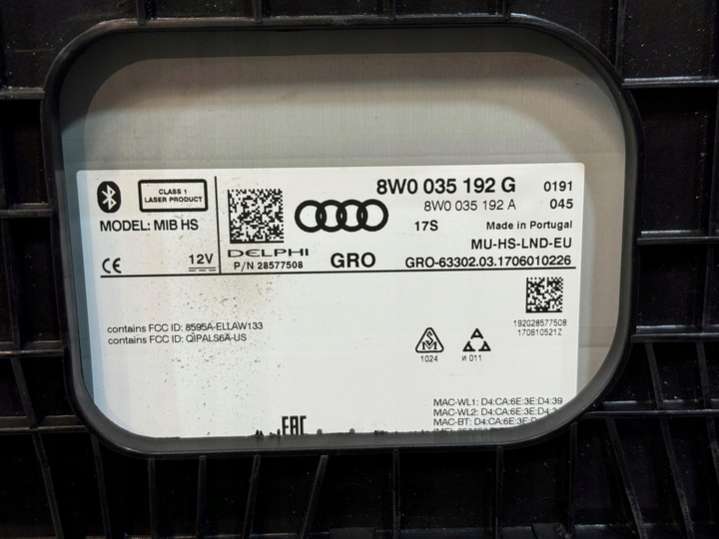 CLASS 1
LASER PRODUCT
8W0 035 192 G 0191
8W0 035 192 A 045
MODEL: MIB HS
17S Made in Portugal
DELPHI
MU-HS-LND-EU
CE 12V
P/N 28577508
GRO
GRO-63302.03.1706010226
192028577508
170610521Z
contains FCC ID: 8595A-ELLAW133
contains FCC ID: QIPALS6A-US
1024
И 011
MAC-WL1: D4:CA:6E:3E:D4:39
MAC-WL2: D4:CA:6E:3E:D4:
MAC-BT: D4:CA:6E:3E:
EAC